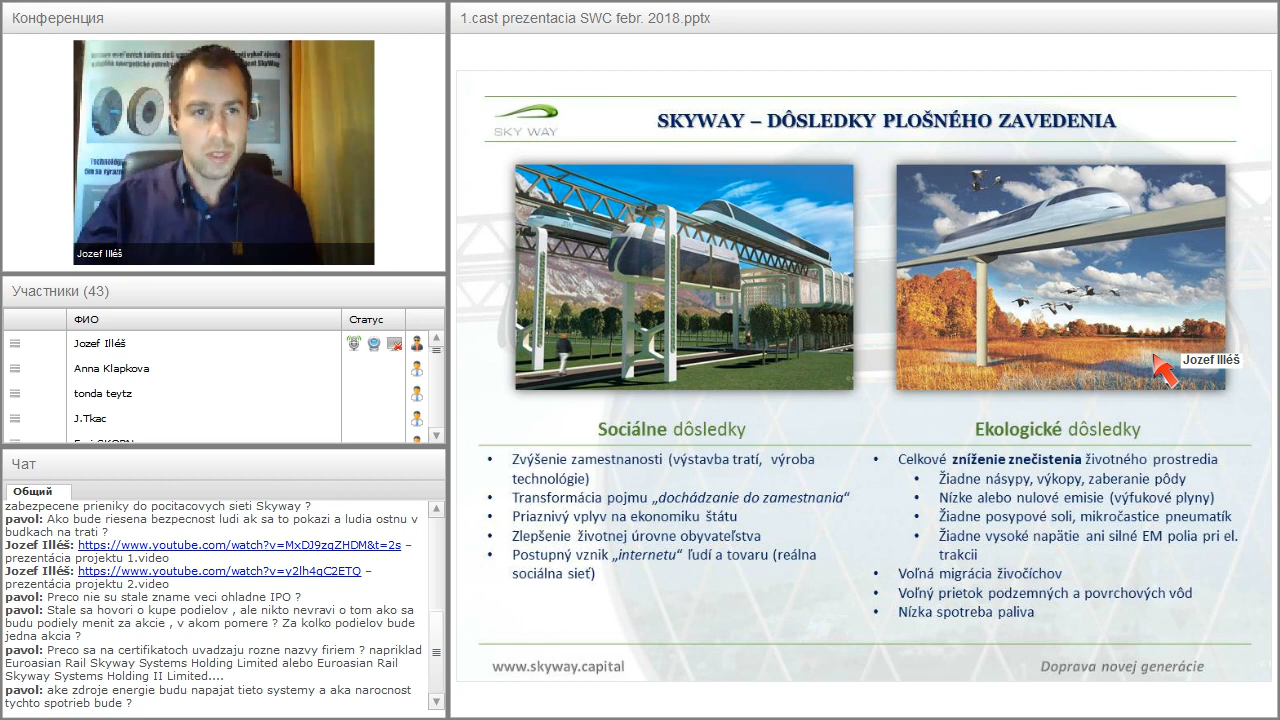 Конференция
Jozef Illéš
Участники (43)
ФИО
Статус
Jozef Illéš
Anna Klapkova
tonda teytz
J.Tkac
Чат
Общий
zabezpecene prieniky do pocitacovych sieti Skyway ?
pavol: Ako bude riesena bezpecnost ludi ak sa to pokazi a ludia ostnu v
budkach na trati ?
Jozef Illéš: https://www.youtube.com/watch?v=MxDJ9zgZHDM&t=2s –
prezentácia projektu 1.video
Jozef Illéš: https://www.youtube.com/watch?v=y2lh4gC2ETQ –
prezentácia projektu 2.video
pavol: Preco nie su stale zname veci ohladne IPO ?
pavol: Stale sa hovori o kupe podielov , ale nikto nevravi o tom ako sa
budu podiely menit za akcie , v akom pomere ? Za kolko podielov bude
jedna akcia ?
pavol: Preco sa na certifikatoch uvadzaju rozne nazvy firiem ? napriklad
Euroasian Rail Skyway Systems Holding Limited alebo Euroasian Rail
Skyway Systems Holding II Limited....
pavol: ake zdroje energie budu napajat tieto systemy a aka narocnost
tychto spotrieb bude ?
1.cast prezentacia SWC febr. 2018.pptx
SKY WAY
SKYWAY – DÔSLEDKY PLOŠNÉHO ZAVEDENIA
Jozef Illéš
Sociálne dôsledky
• Zvýšenie zamestnanosti (výstavba tratí, výroba
technológie)
• Transformácia pojmu „dochádzanie do zamestnania“
• Priaznivý vplyv na ekonomiku štátu
• Zlepšenie životnej úrovne obyvateľstva
• Postupný vznik „internetu“ ľudí a tovaru (reálna
sociálna sieť)
Ekologické dôsledky
• Celkové zníženie znečistenia životného prostredia
• Žiadne násypy, výkopy, zaberanie pôdy
• Nízke alebo nulové emisie (výfukové plyny)
• Žiadne posypové soli, mikročastice pneumatík
• Žiadne vysoké napätie ani silné EM polia pri el.
trakcii
• Voľná migrácia živočíchov
• Voľný prietok podzemných a povrchových vôd
• Nízka spotreba paliva
www.skyway.capital
Doprava novej generácie